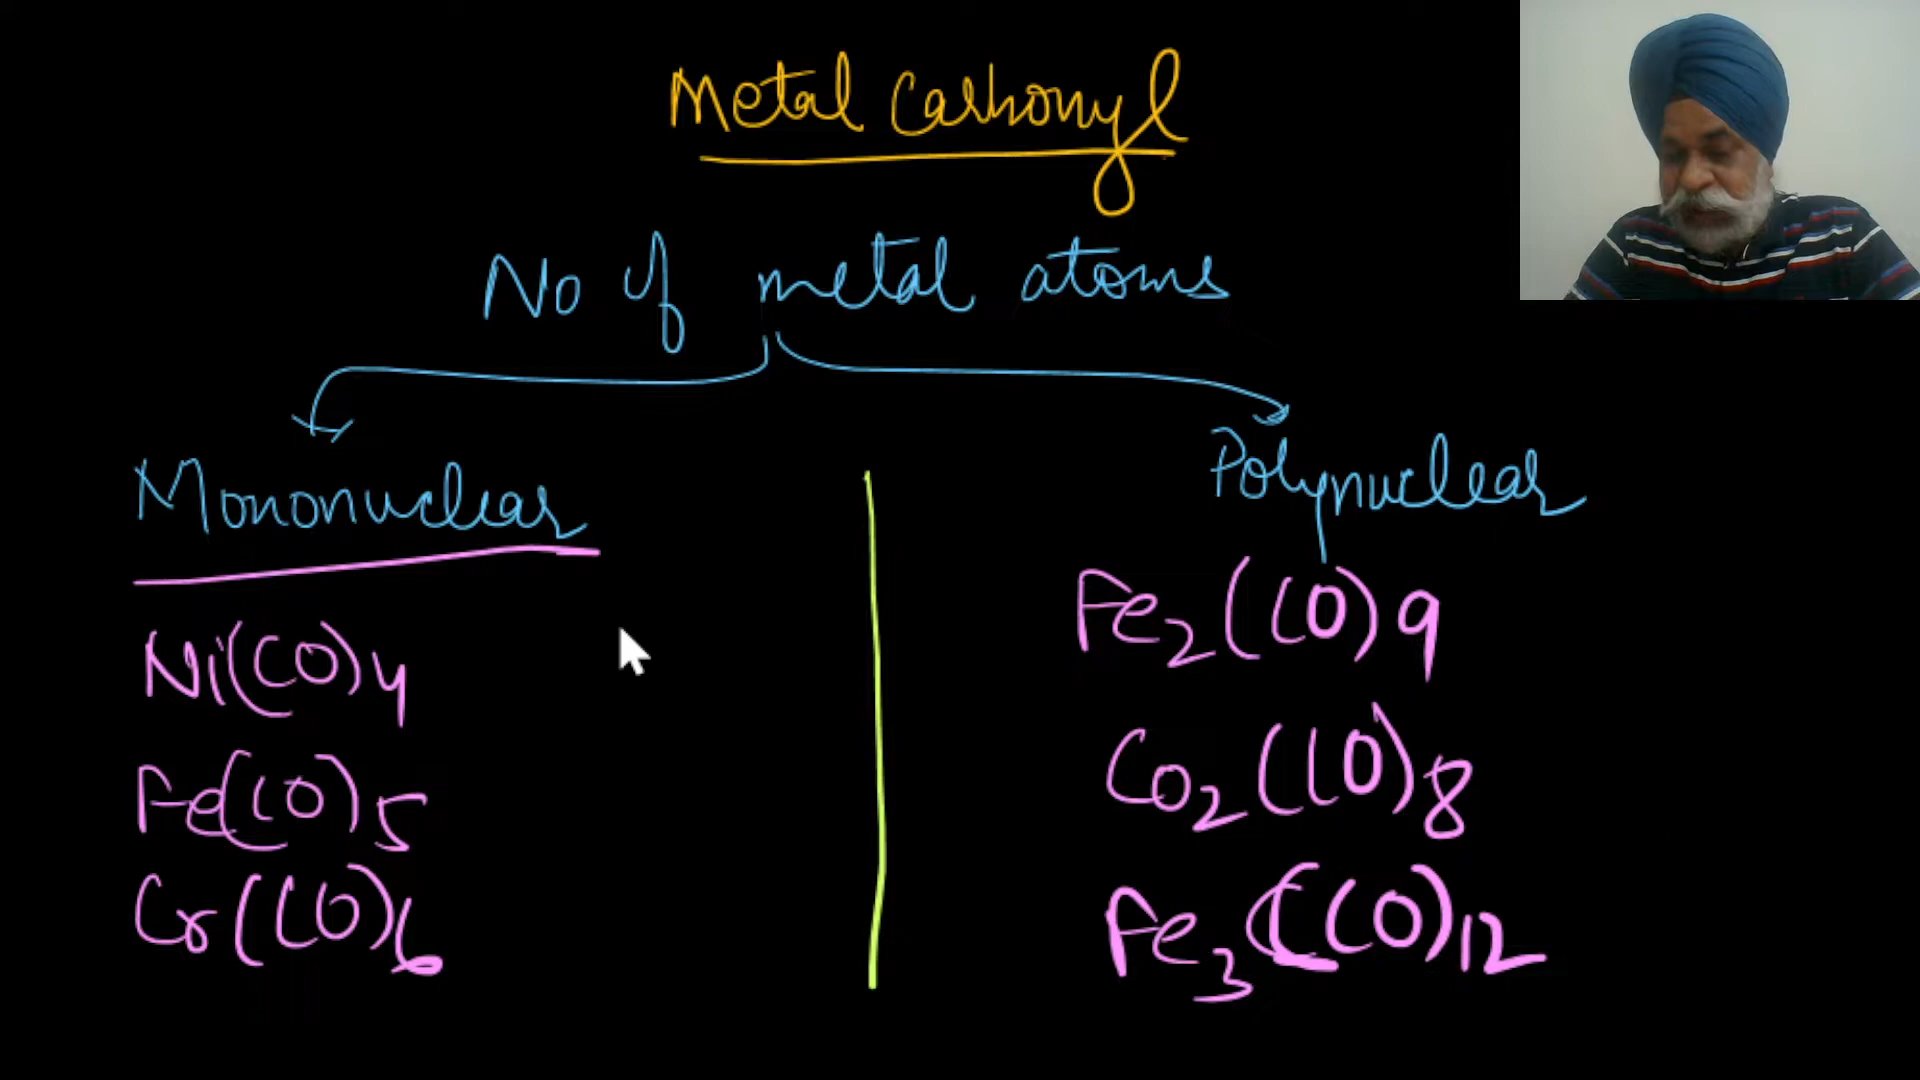 Metal Carbonyl
No of metal atoms
Mononuclear
Ni(CO)4
Fe(CO)5
Cr(CO)6
Polynuclear
Fe2(CO)9
Co2(CO)8
Fe3(CO)12